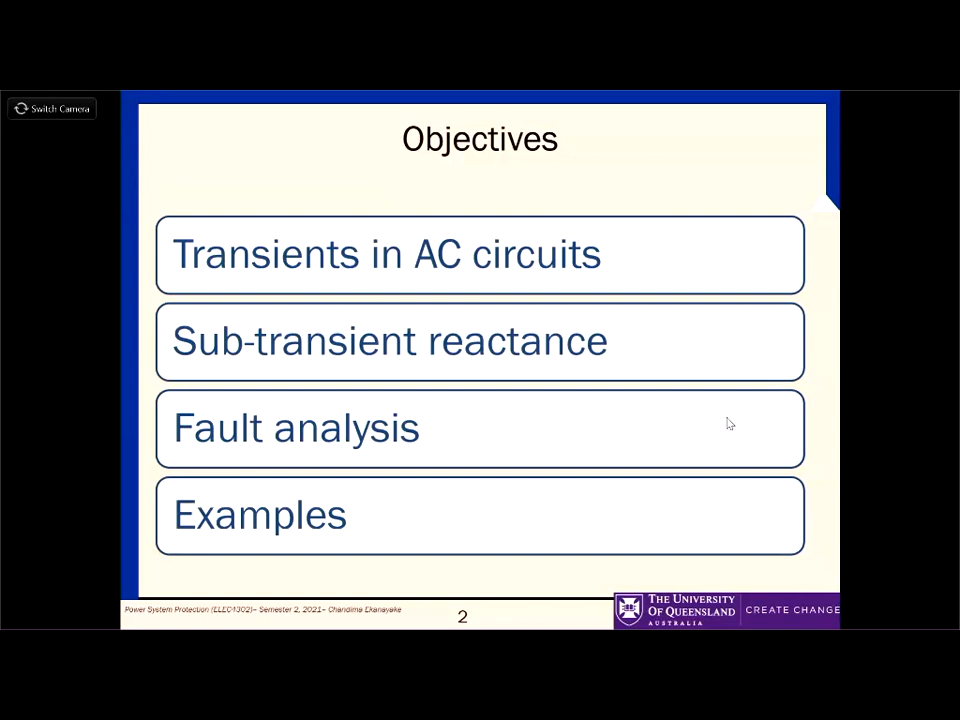 Switch Camera
Objectives
Transients in AC circuits
Sub-transient reactance
Fault analysis
Examples
Power System Protection (ELEC4302)– Semester 2, 2021– Chandima Ekanayake
2
THE UNIVERSITY
OF QUEENSLAND
AUSTRALIA
CREATE CHANGE